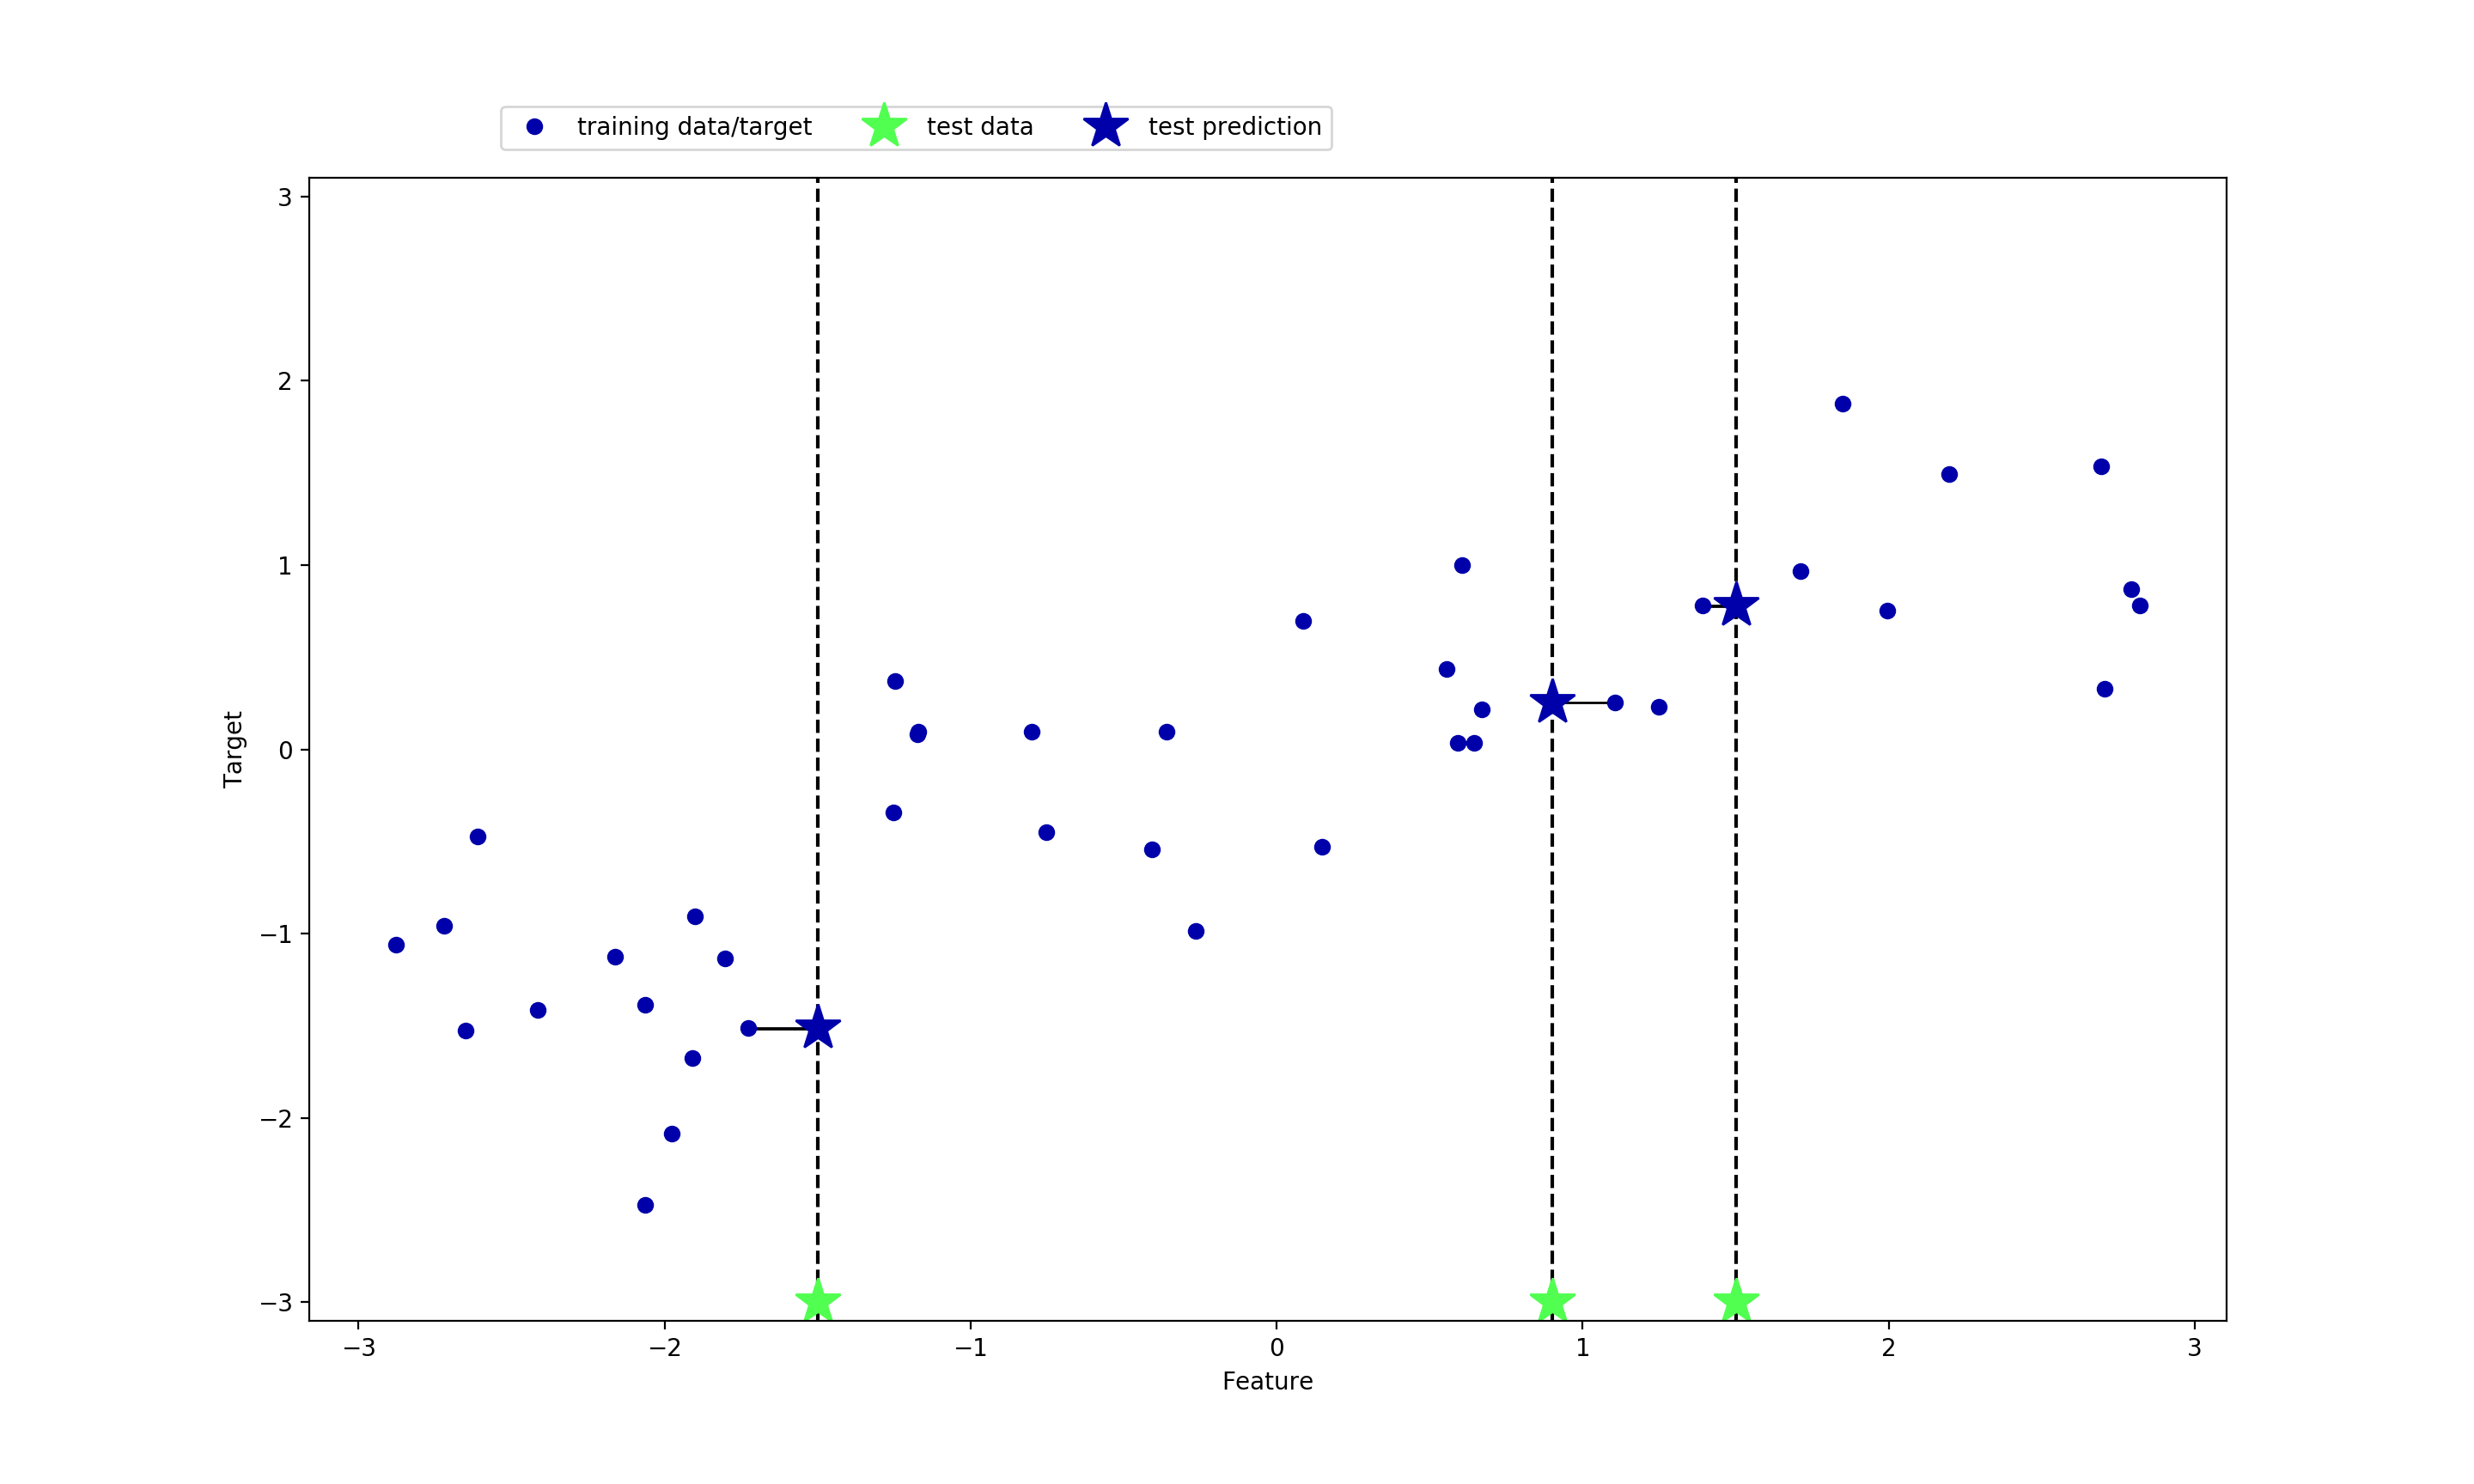 training data/target test data test prediction
3
2
1
0
−1
−2
−3
Target
−3 −2 −1 0 1 2 3
Feature